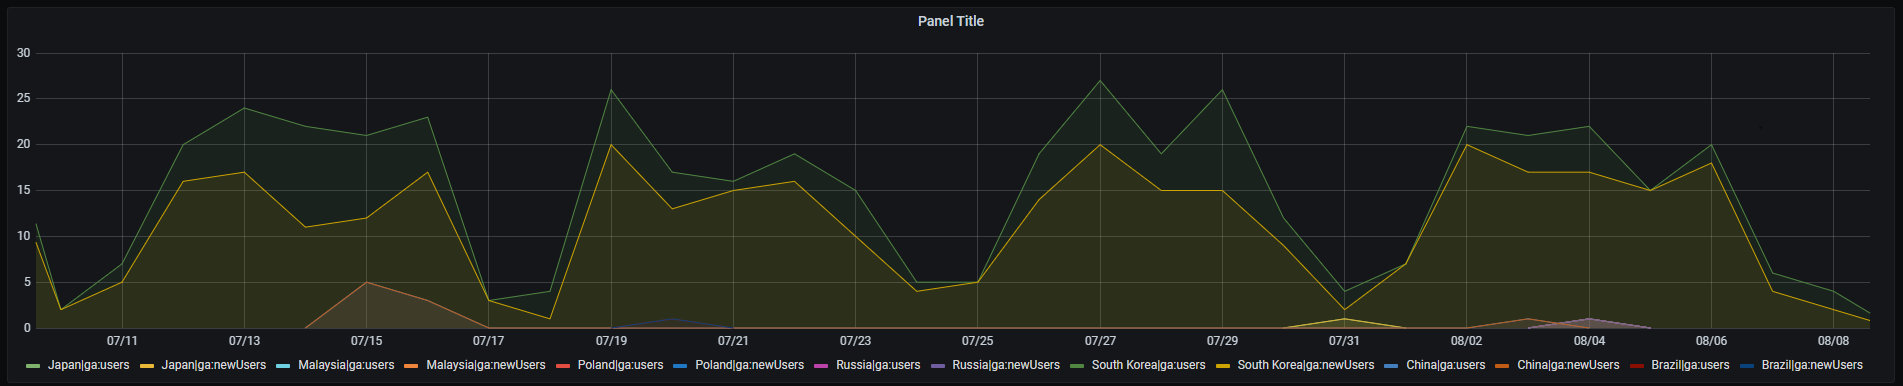 Panel Title
30
25
20
15
10
5
0
07/11 07/13 07/15 07/17 07/19 07/21 07/23 07/25 07/27 07/29 07/31 08/02 08/04 08/06 08/08
Japan|ga:users Japan|ga:newUsers Malaysia|ga:users Malaysia|ga:newUsers Poland|ga:users Poland|ga:newUsers Russia|ga:users Russia|ga:newUsers South Korea|ga:users South Korea|ga:newUsers China|ga:users China|ga:newUsers Brazil|ga:users Brazil|ga:newUsers